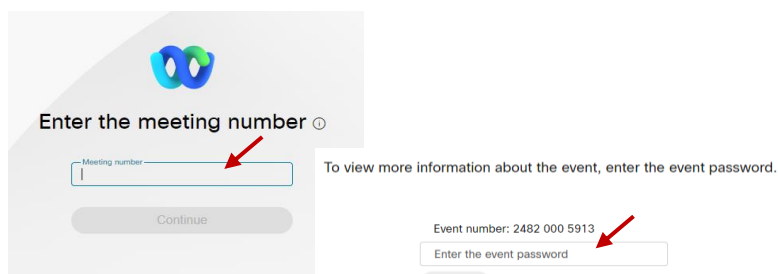 Enter the meeting number
Meeting number
Continue
To view more information about the event, enter the event password.
Event number: 2482 000 5913
Enter the event password